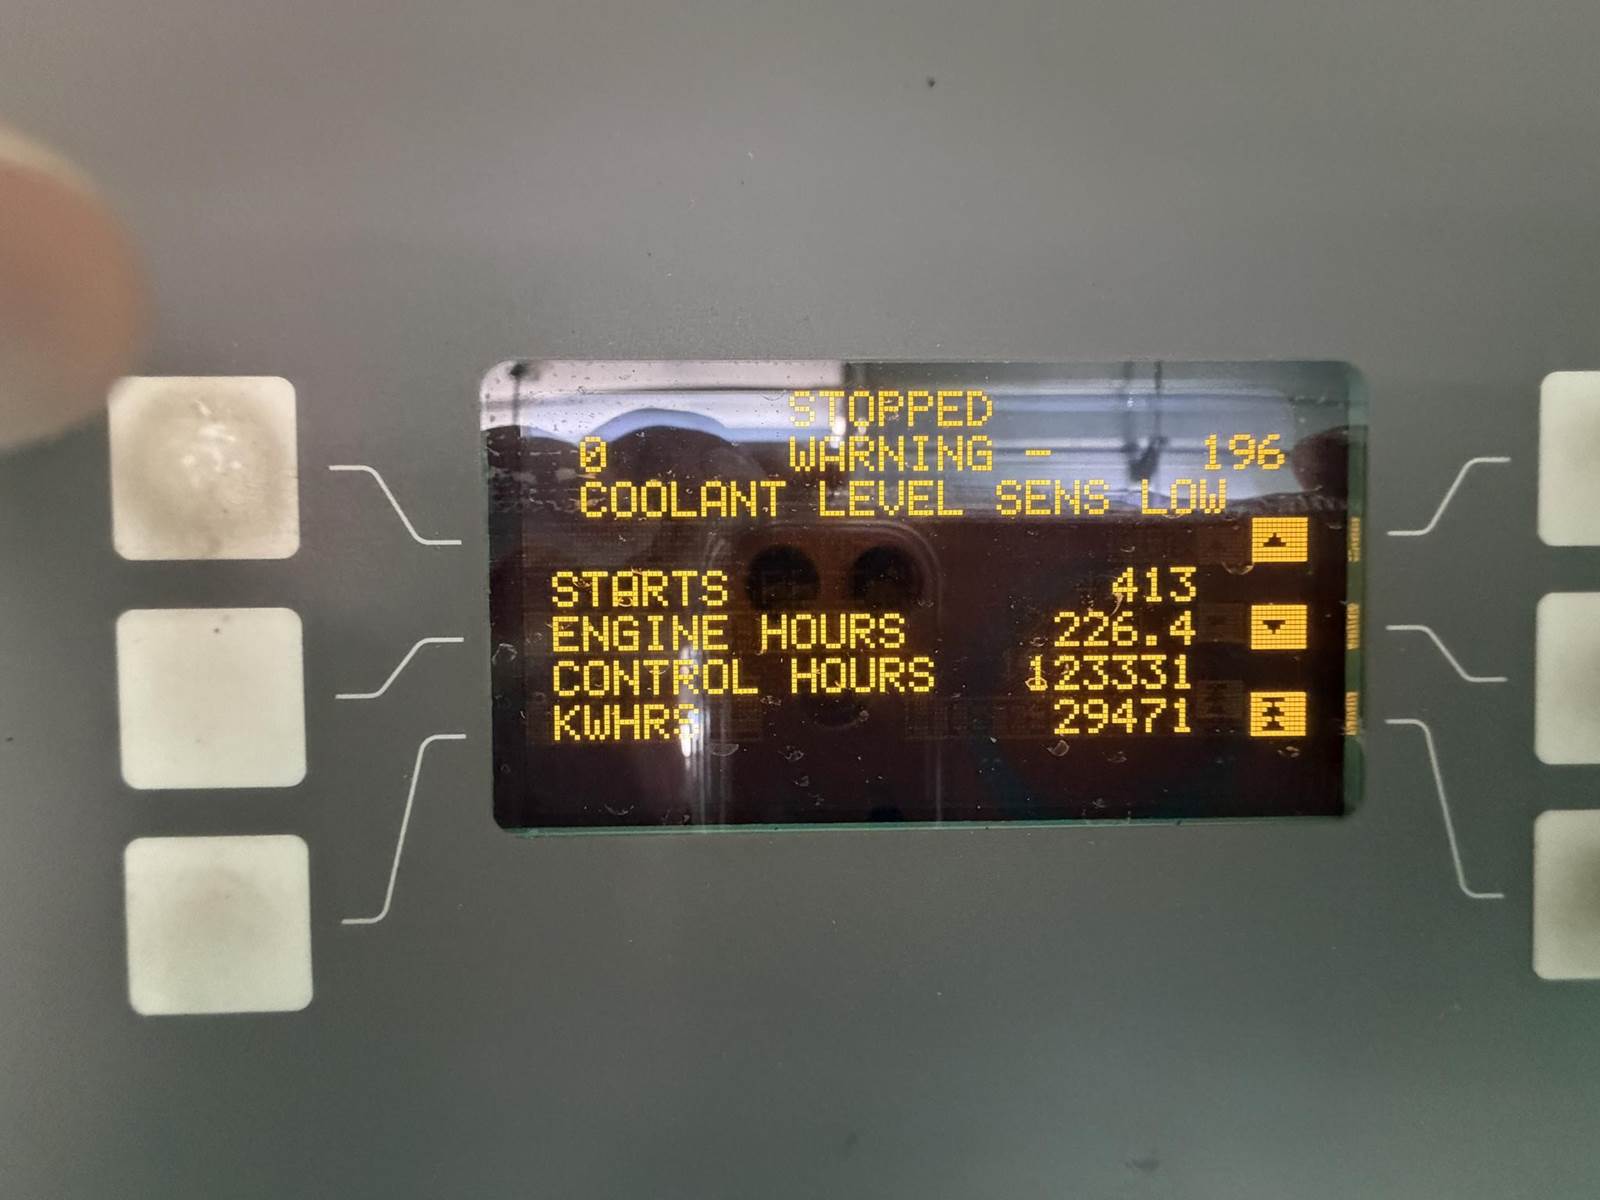 STOPPED
0 WARNING - 196
COOLANT LEVEL SENS LOW
STARTS 413
ENGINE HOURS 226.4
CONTROL HOURS 123331
KWHRS 29471